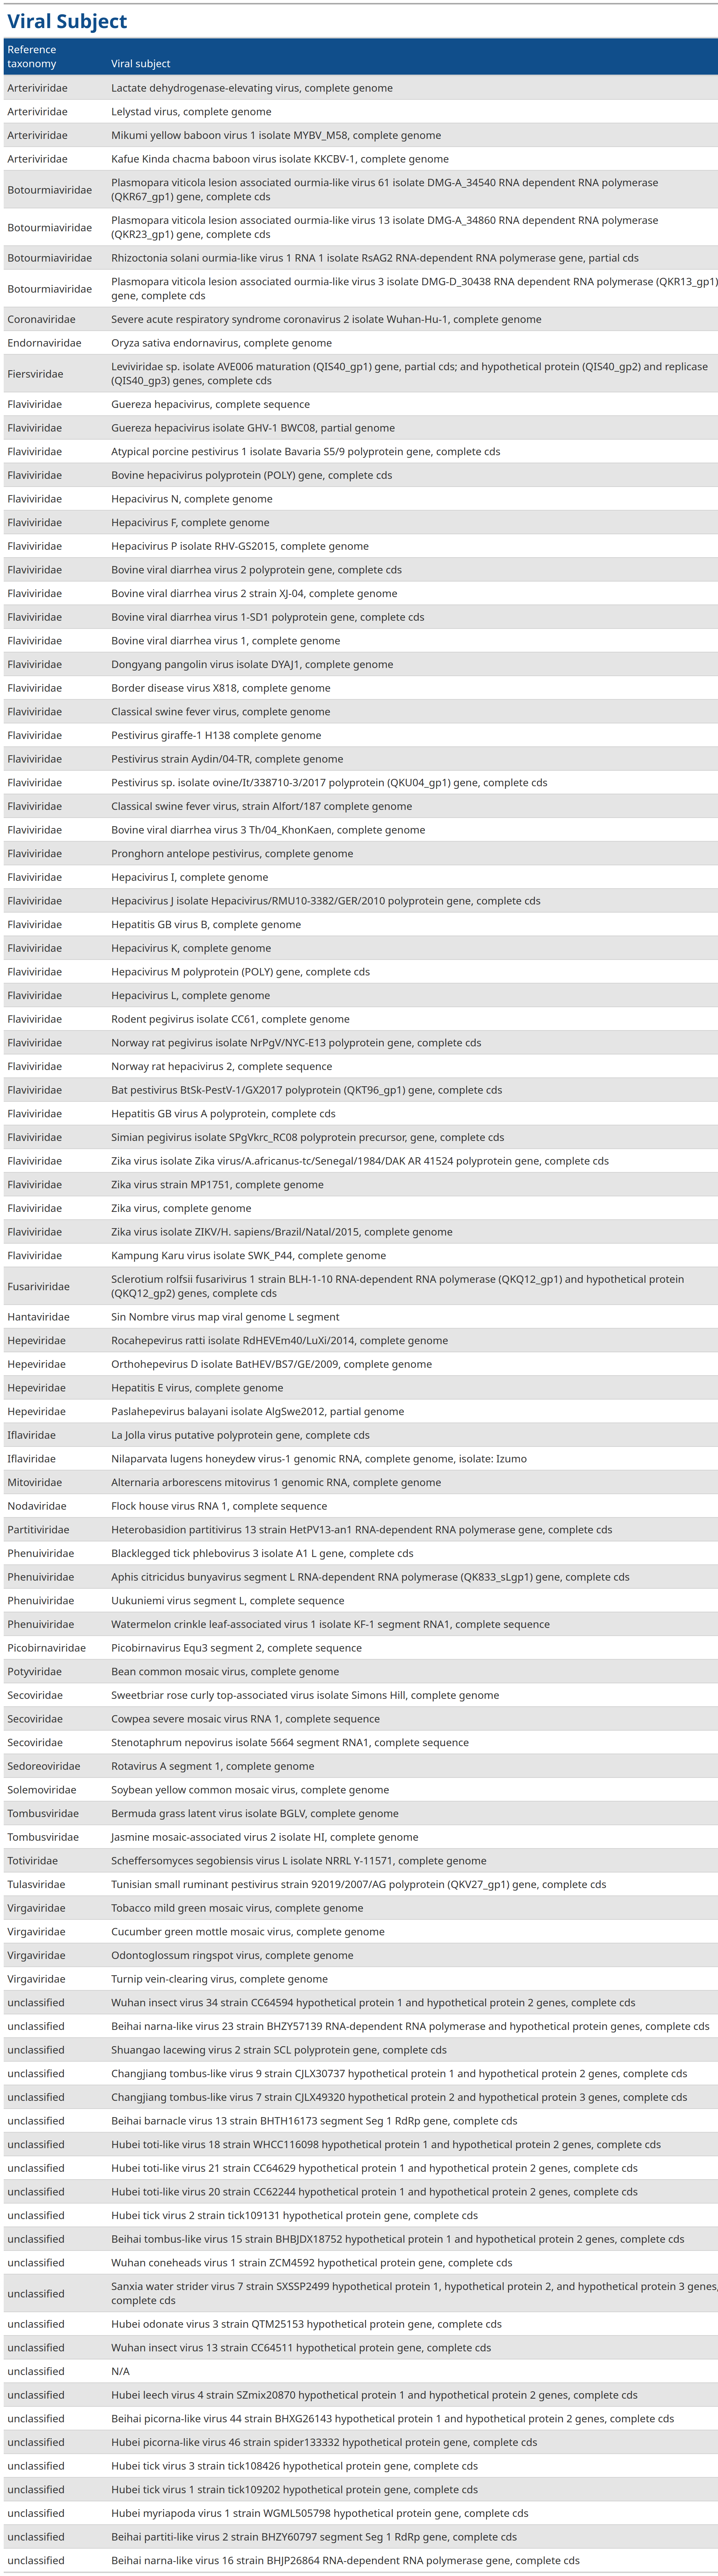 Viral Subject
Reference
taxonomy Viral subject
Arteriviridae Lactate dehydrogenase-elevating virus, complete genome
Arteriviridae Lelystad virus, complete genome
Arteriviridae Mikumi yellow baboon virus 1 isolate MYBV_M58, complete genome
Arteriviridae Kafue Kinda chacma baboon virus isolate KKCBV-1, complete genome
Botourmiaviridae Plasmopara viticola lesion associated ourmia-like virus 61 isolate DMG-A_34540 RNA dependent RNA polymerase
(QKR67_gp1) gene, complete cds
Botourmiaviridae Plasmopara viticola lesion associated ourmia-like virus 13 isolate DMG-A_34860 RNA dependent RNA polymerase
(QKR23_gp1) gene, complete cds
Botourmiaviridae Rhizoctonia solani ourmia-like virus 1 RNA 1 isolate RsAG2 RNA-dependent RNA polymerase gene, partial cds
Botourmiaviridae Plasmopara viticola lesion associated ourmia-like virus 3 isolate DMG-D_30438 RNA dependent RNA polymerase (QKR13_gp1)
gene, complete cds
Coronaviridae Severe acute respiratory syndrome coronavirus 2 isolate Wuhan-Hu-1, complete genome
Endornaviridae Oryza sativa endornavirus, complete genome
Fiersviridae Leviviridae sp. isolate AVE006 maturation (QIS40_gp1) gene, partial cds; and hypothetical protein (QIS40_gp2) and replicase
(QIS40_gp3) genes, complete cds
Flaviviridae Guereza hepacivirus, complete sequence
Flaviviridae Guereza hepacivirus isolate GHV-1 BWC08, partial genome
Flaviviridae Atypical porcine pestivirus 1 isolate Bavaria S5/9 polyprotein gene, complete cds
Flaviviridae Bovine hepacivirus polyprotein (POLY) gene, complete cds
Flaviviridae Hepacivirus N, complete genome
Flaviviridae Hepacivirus F, complete genome
Flaviviridae Hepacivirus P isolate RHV-GS2015, complete genome
Flaviviridae Bovine viral diarrhea virus 2 polyprotein gene, complete cds
Flaviviridae Bovine viral diarrhea virus 2 strain XJ-04, complete genome
Flaviviridae Bovine viral diarrhea virus 1-SD1 polyprotein gene, complete cds
Flaviviridae Bovine viral diarrhea virus 1, complete genome
Flaviviridae Dongyang pangolin virus isolate DYAJ1, complete genome
Flaviviridae Border disease virus X818, complete genome
Flaviviridae Classical swine fever virus, complete genome
Flaviviridae Pestivirus giraffe-1 H138 complete genome
Flaviviridae Pestivirus strain Aydin/04-TR, complete genome
Flaviviridae Pestivirus sp. isolate ovine/It/338710-3/2017 polyprotein (QKU04_gp1) gene, complete cds
Flaviviridae Classical swine fever virus, strain Alfort/187 complete genome
Flaviviridae Bovine viral diarrhea virus 3 Th/04_KhonKaen, complete genome
Flaviviridae Pronghorn antelope pestivirus, complete genome
Flaviviridae Hepacivirus I, complete genome
Flaviviridae Hepacivirus J isolate Hepacivirus/RMU10-3382/GER/2010 polyprotein gene, complete cds
Flaviviridae Hepatitis GB virus B, complete genome
Flaviviridae Hepacivirus K, complete genome
Flaviviridae Hepacivirus M polyprotein (POLY) gene, complete cds
Flaviviridae Hepacivirus L, complete genome
Flaviviridae Rodent pegivirus isolate CC61, complete genome
Flaviviridae Norway rat pegivirus isolate NrPgV/NYC-E13 polyprotein gene, complete cds
Flaviviridae Norway rat hepacivirus 2, complete sequence
Flaviviridae Bat pestivirus BtSk-PestV-1/GX2017 polyprotein (QKT96_gp1) gene, complete cds
Flaviviridae Hepatitis GB virus A polyprotein, complete cds
Flaviviridae Simian pegivirus isolate SPgVkrc_RC08 polyprotein precursor, gene, complete cds
Flaviviridae Zika virus isolate Zika virus/A.africanus-tc/Senegal/1984/DAK AR 41524 polyprotein gene, complete cds
Flaviviridae Zika virus strain MP1751, complete genome
Flaviviridae Zika virus, complete genome
Flaviviridae Zika virus isolate ZIKV/H. sapiens/Brazil/Natal/2015, complete genome
Flaviviridae Kampung Karu virus isolate SWK_P44, complete genome
Fusariviridae Sclerotium rolfsii fusarivirus 1 strain BLH-1-10 RNA-dependent RNA polymerase (QKQ12_gp1) and hypothetical protein
(QKQ12_gp2) genes, complete cds
Hantaviridae Sin Nombre virus map viral genome L segment
Hepeviridae Rocahepevirus ratti isolate RdHEVEm40/LuXi/2014, complete genome
Hepeviridae Orthohepevirus D isolate BatHEV/BS7/GE/2009, complete genome
Hepeviridae Hepatitis E virus, complete genome
Hepeviridae Paslahepevirus balayani isolate AlgSwe2012, partial genome
Iflaviridae La Jolla virus putative polyprotein gene, complete cds
Iflaviridae Nilaparvata lugens honeydew virus-1 genomic RNA, complete genome, isolate: Izumo
Mitoviridae Alternaria arborescens mitovirus 1 genomic RNA, complete genome
Nodaviridae Flock house virus RNA 1, complete sequence
Partitiviridae Heterobasidion partitivirus 13 strain HetPV13-an1 RNA-dependent RNA polymerase gene, complete cds
Phenuiviridae Blacklegged tick phlebovirus 3 isolate A1 L gene, complete cds
Phenuiviridae Aphis citricidus bunyavirus segment L RNA-dependent RNA polymerase (QK833_sLgp1) gene, complete cds
Phenuiviridae Uukuniemi virus segment L, complete sequence
Phenuiviridae Watermelon crinkle leaf-associated virus 1 isolate KF-1 segment RNA1, complete sequence
Picobirnaviridae Picobirnavirus Equ3 segment 2, complete sequence
Potyviridae Bean common mosaic virus, complete genome
Secoviridae Sweetbriar rose curly top-associated virus isolate Simons Hill, complete genome
Secoviridae Cowpea severe mosaic virus RNA 1, complete sequence
Secoviridae Stenotaphrum nepovirus isolate 5664 segment RNA1, complete sequence
Sedoreoviridae Rotavirus A segment 1, complete genome
Solemoviridae Soybean yellow common mosaic virus, complete genome
Tombusviridae Bermuda grass latent virus isolate BGLV, complete genome
Tombusviridae Jasmine mosaic-associated virus 2 isolate HI, complete genome
Totiviridae Scheffersomyces segobiensis virus L isolate NRRL Y-11571, complete genome
Tulasviridae Tunisian small ruminant pestivirus strain 92019/2007/AG polyprotein (QKV27_gp1) gene, complete cds
Virgaviridae Tobacco mild green mosaic virus, complete genome
Virgaviridae Cucumber green mottle mosaic virus, complete genome
Virgaviridae Odontoglossum ringspot virus, complete genome
Virgaviridae Turnip vein-clearing virus, complete genome
unclassified Wuhan insect virus 34 strain CC64594 hypothetical protein 1 and hypothetical protein 2 genes, complete cds
unclassified Beihai narna-like virus 23 strain BHZY57139 RNA-dependent RNA polymerase and hypothetical protein genes, complete cds
unclassified Shuangao lacewing virus 2 strain SCL polyprotein gene, complete cds
unclassified Changjiang tombus-like virus 9 strain CJLX30737 hypothetical protein 1 and hypothetical protein 2 genes, complete cds
unclassified Changjiang tombus-like virus 7 strain CJLX49320 hypothetical protein 2 and hypothetical protein 3 genes, complete cds
unclassified Beihai barnacle virus 13 strain BHTH16173 segment Seg 1 RdRp gene, complete cds
unclassified Hubei toti-like virus 18 strain WHCC116098 hypothetical protein 1 and hypothetical protein 2 genes, complete cds
unclassified Hubei toti-like virus 21 strain CC64629 hypothetical protein 1 and hypothetical protein 2 genes, complete cds
unclassified Hubei toti-like virus 20 strain CC62244 hypothetical protein 1 and hypothetical protein 2 genes, complete cds
unclassified Hubei tick virus 2 strain tick109131 hypothetical protein gene, complete cds
unclassified Beihai tombus-like virus 15 strain BHBJDX18752 hypothetical protein 1 and hypothetical protein 2 genes, complete cds
unclassified Wuhan coneheads virus 1 strain ZCM4592 hypothetical protein gene, complete cds
unclassified Sanxia water strider virus 7 strain SXSSP2499 hypothetical protein 1, hypothetical protein 2, and hypothetical protein 3 genes,
complete cds
unclassified Hubei odonate virus 3 strain QTM25153 hypothetical protein gene, complete cds
unclassified Wuhan insect virus 13 strain CC64511 hypothetical protein gene, complete cds
unclassified N/A
unclassified Hubei leech virus 4 strain SZmix20870 hypothetical protein 1 and hypothetical protein 2 genes, complete cds
unclassified Beihai picorna-like virus 44 strain BHXG26143 hypothetical protein 1 and hypothetical protein 2 genes, complete cds
unclassified Hubei picorna-like virus 46 strain spider133332 hypothetical protein gene, complete cds
unclassified Hubei tick virus 3 strain tick108426 hypothetical protein gene, complete cds
unclassified Hubei tick virus 1 strain tick109202 hypothetical protein gene, complete cds
unclassified Hubei myriapoda virus 1 strain WGML505798 hypothetical protein gene, complete cds
unclassified Beihai partiti-like virus 2 strain BHZY60797 segment Seg 1 RdRp gene, complete cds
unclassified Beihai narna-like virus 16 strain BHJP26864 RNA-dependent RNA polymerase gene, complete cds